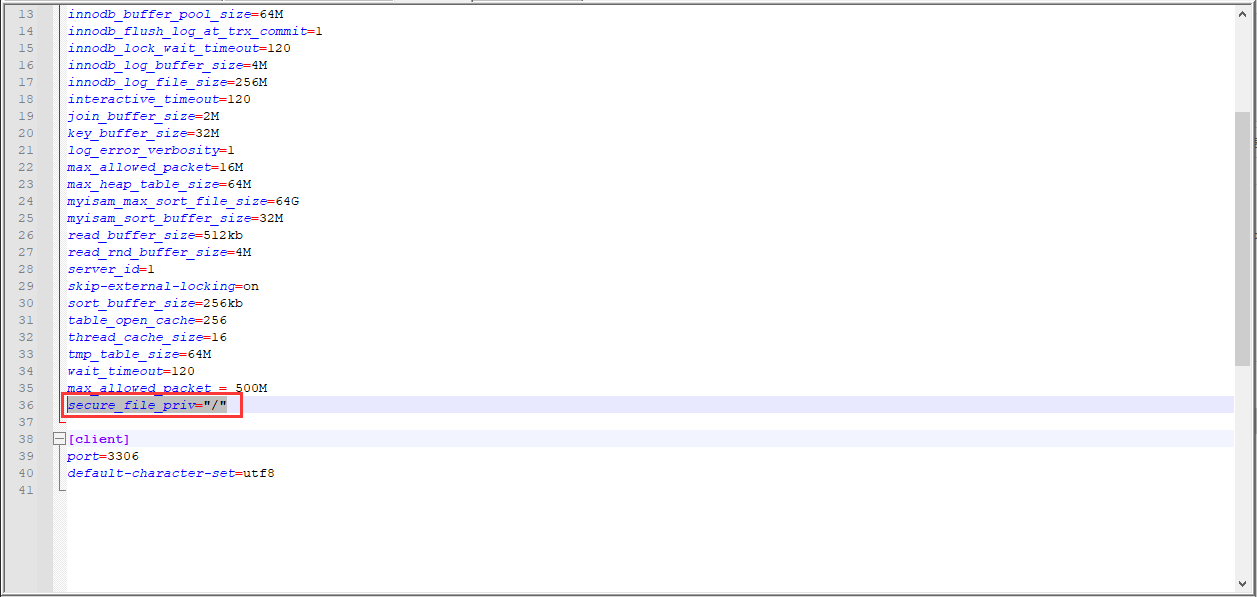 13 innodb_buffer_pool_size=64M
14 innodb_flush_log_at_trx_commit=1
15 innodb_lock_wait_timeout=120
16 innodb_log_buffer_size=4M
17 innodb_log_file_size=256M
18 interactive_timeout=120
19 join_buffer_size=2M
20 key_buffer_size=32M
21 log_error_verbosity=1
22 max_allowed_packet=16M
23 max_heap_table_size=64M
24 myisam_max_sort_file_size=64G
25 myisam_sort_buffer_size=32M
26 read_buffer_size=512kb
27 read_rnd_buffer_size=4M
28 server_id=1
29 skip-external-locking=on
30 sort_buffer_size=256kb
31 table_open_cache=256
32 thread_cache_size=16
33 tmp_table_size=64M
34 wait_timeout=120
35 max_allowed_packet = 500M
36 secure_file_priv="/"
37
38 [client]
39 port=3306
40 default-character-set=utf8
41